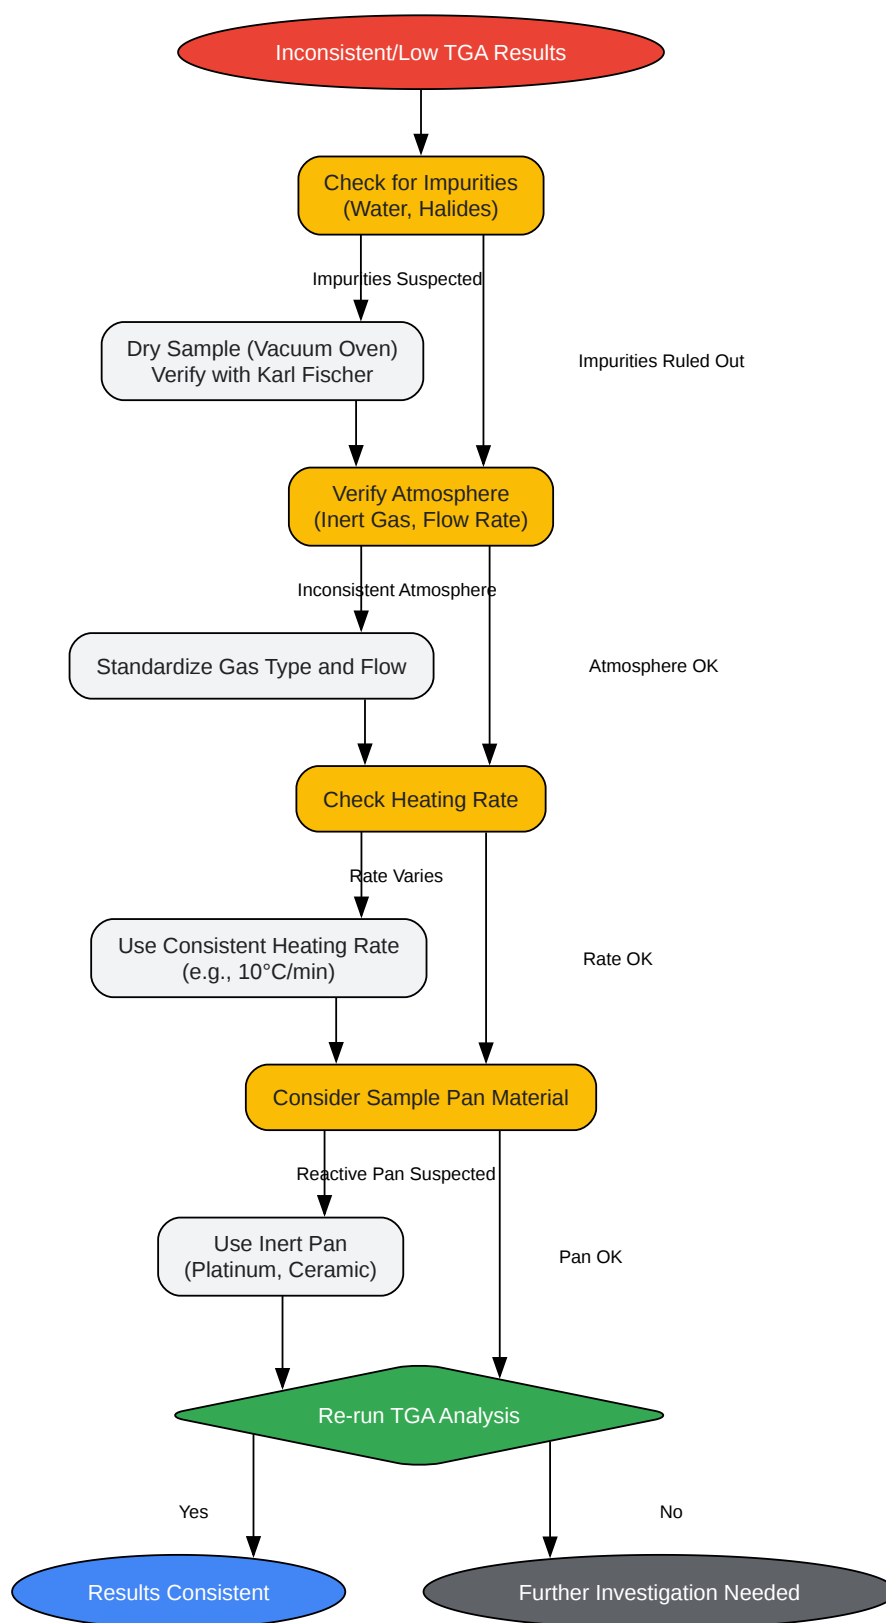 Inconsistent/Low TGA Results
Check for Impurities
(Water, Halides)
Impurities Suspected
Dry Sample (Vacuum Oven)
Verify with Karl Fischer
Impurities Ruled Out
Verify Atmosphere
(Inert Gas, Flow Rate)
Inconsistent Atmosphere
Standardize Gas Type and Flow
Atmosphere OK
Check Heating Rate
Rate Varies
Use Consistent Heating Rate
(e.g., 10°C/min)
Rate OK
Consider Sample Pan Material
Reactive Pan Suspected
Use Inert Pan
(Platinum, Ceramic)
Pan OK
Re-run TGA Analysis
Yes
No
Results Consistent
Further Investigation Needed